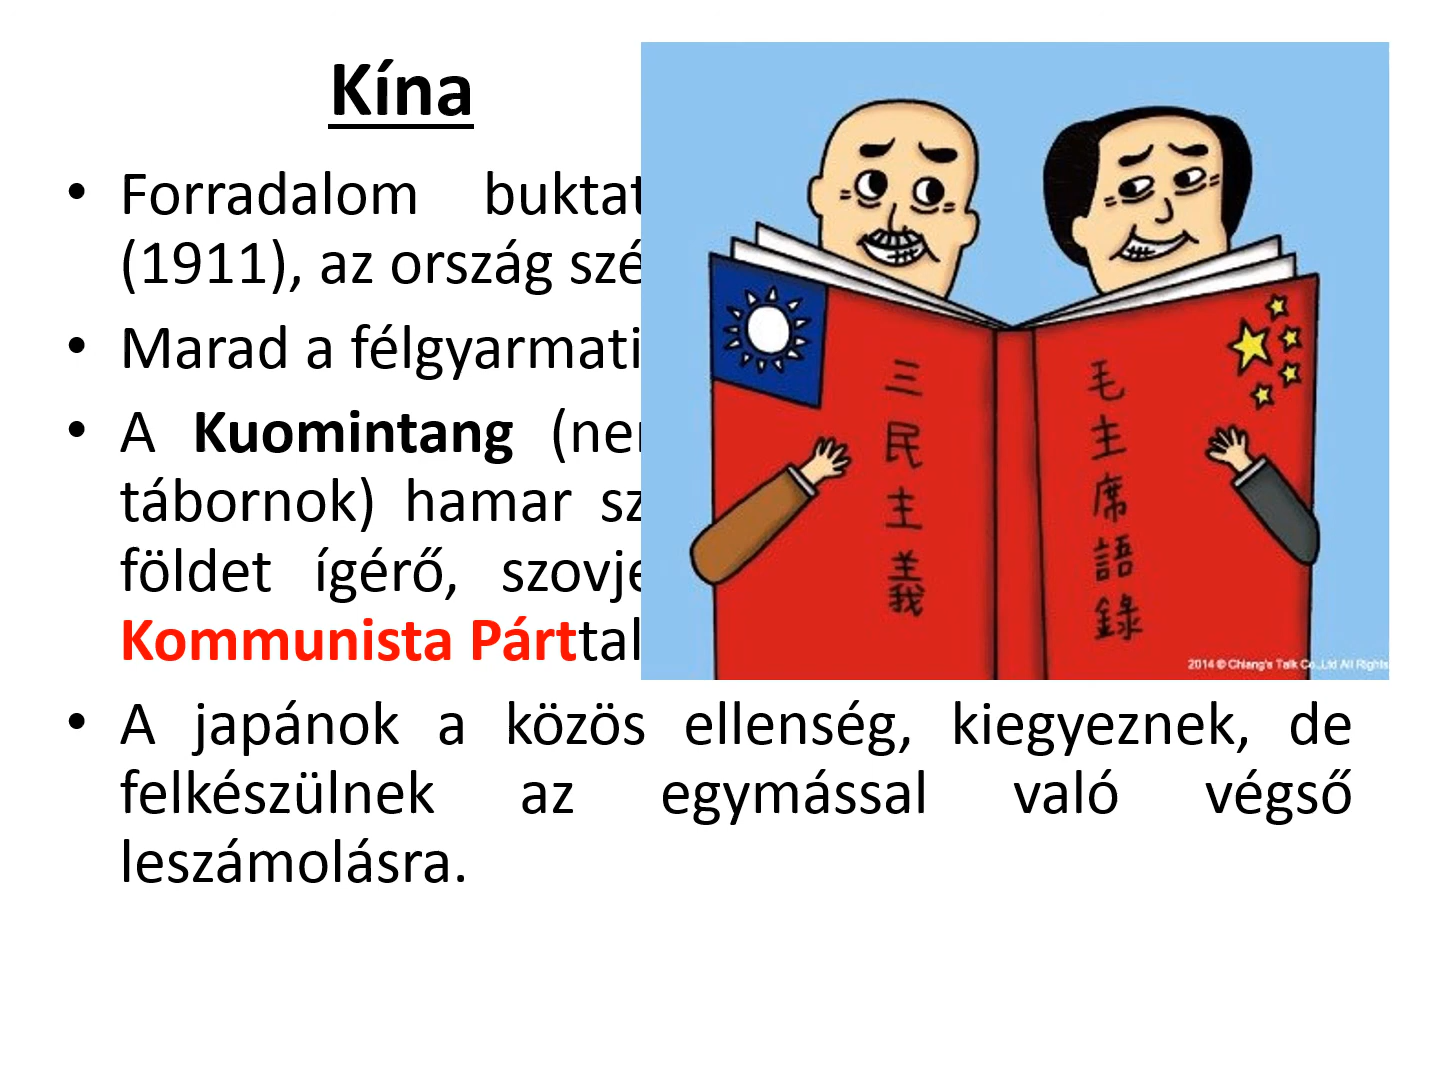 Kína
• Forradalom buktat
(1911), az ország szé
• Marad a félgyarmati
• A Kuomintang (ner
tábornok) hamar sz
földet ígérő, szovje
Kommunista Párttal
• A japánok a közös ellenség, kiegyeznek, de
felkészülnek az egymással való végső
leszámolásra.
三民主義
毛主席語錄
2014 © Chiang's Talk Co.,Ltd All Rights